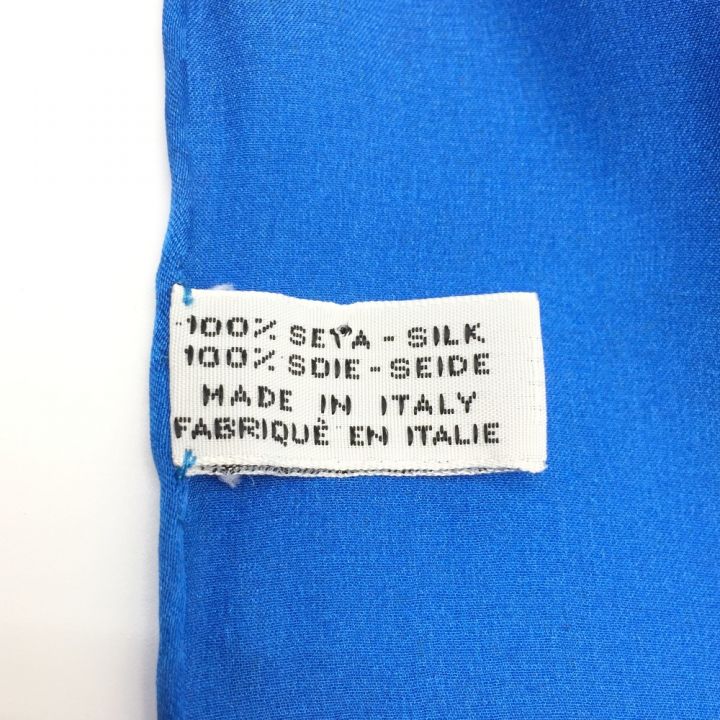 100% SETA - SILK
100% SOIE - SEIDE
MADE IN ITALY
FABRIQUÉ EN ITALIE